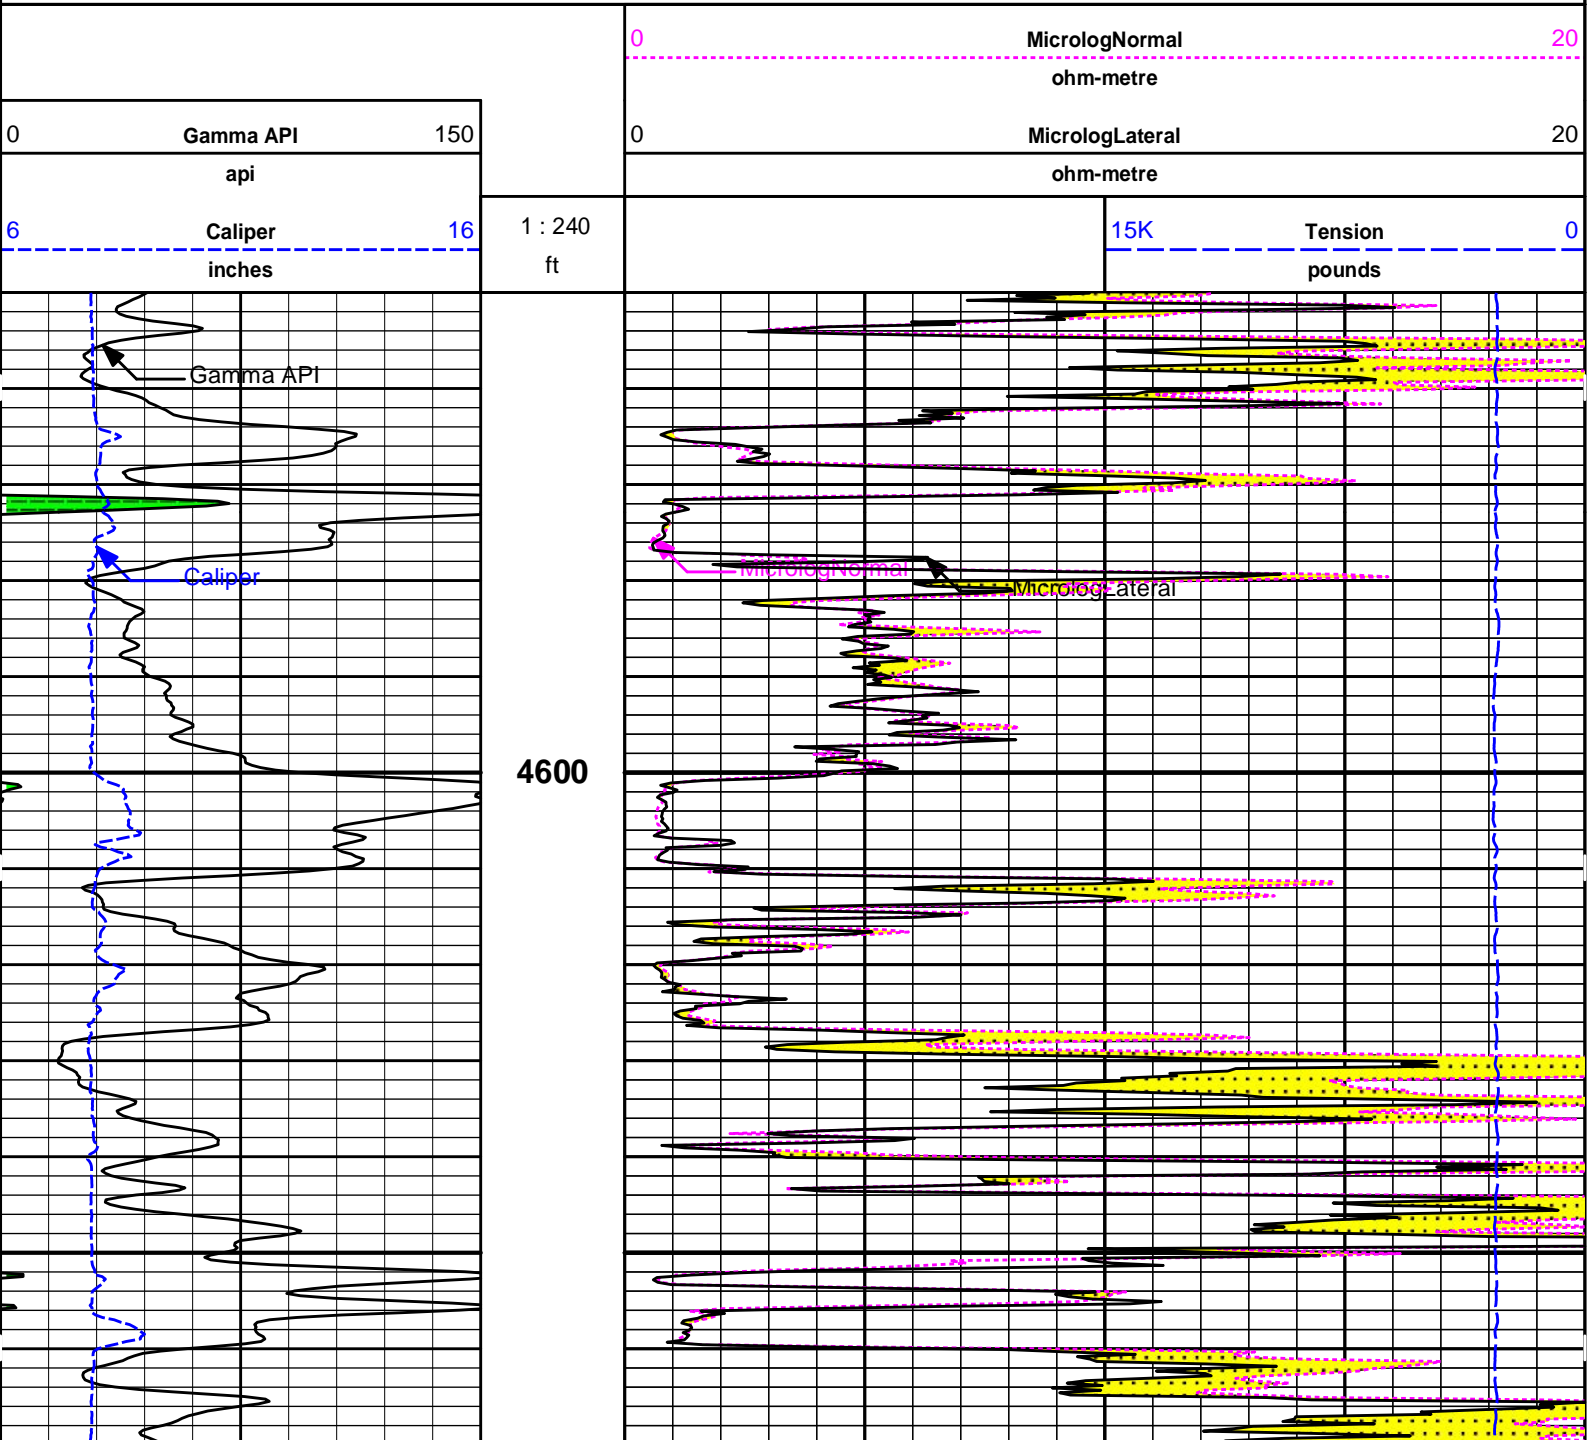 0 MicrologNormal 20
ohm-metre
0 Gamma API 150
0 MicrologLateral 20
api
ohm-metre
6 Caliper 16
1 : 240
15K Tension 0
inches
ft
pounds
Gamma API
Caliper
MicrologNormal
MicrologLateral
4600